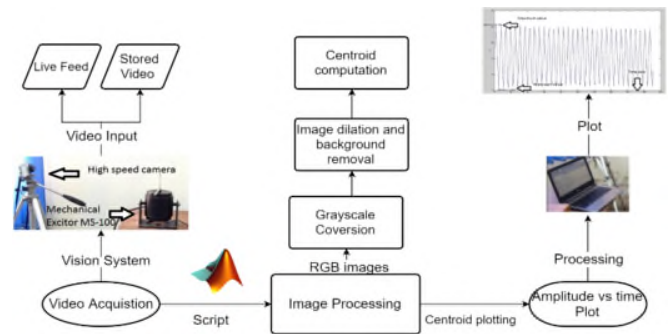 Live Feed
Stored
Video
Video Input
High speed camera
Mechanical
Excitor MS-100
Vision System
Video Acquistion
Script
Centroid
computation
Image dilation and
background
removal
Grayscale
Coversion
RGB images
Image Processing
Centroid plotting
Plot
Processing
Amplitude vs time
Plot